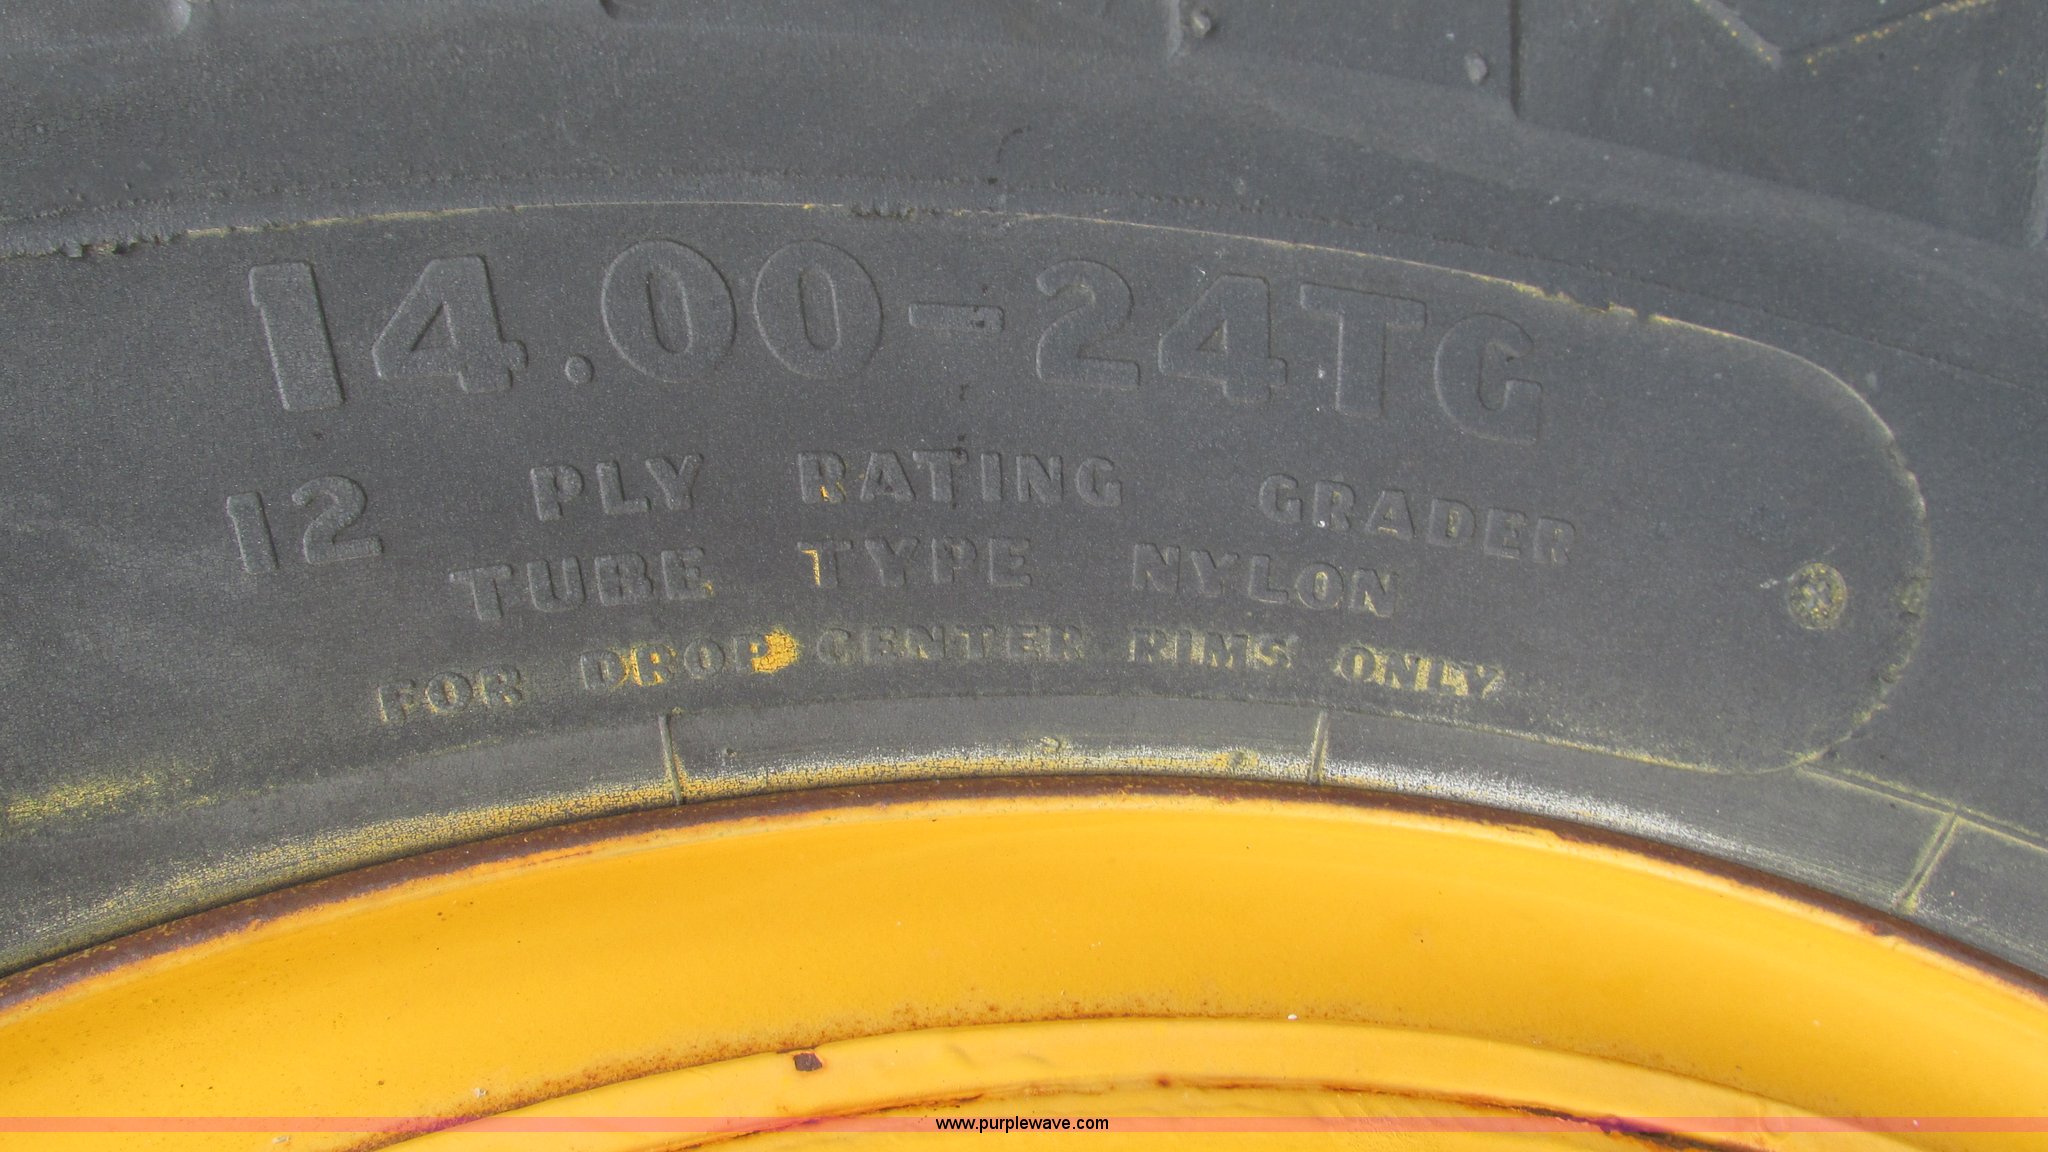 14.00-24TG
12 PLY RATING GRADER
TUBE TYPE NYLON
FOR DROP CENTER RIMS ONLY
www.purplewave.com